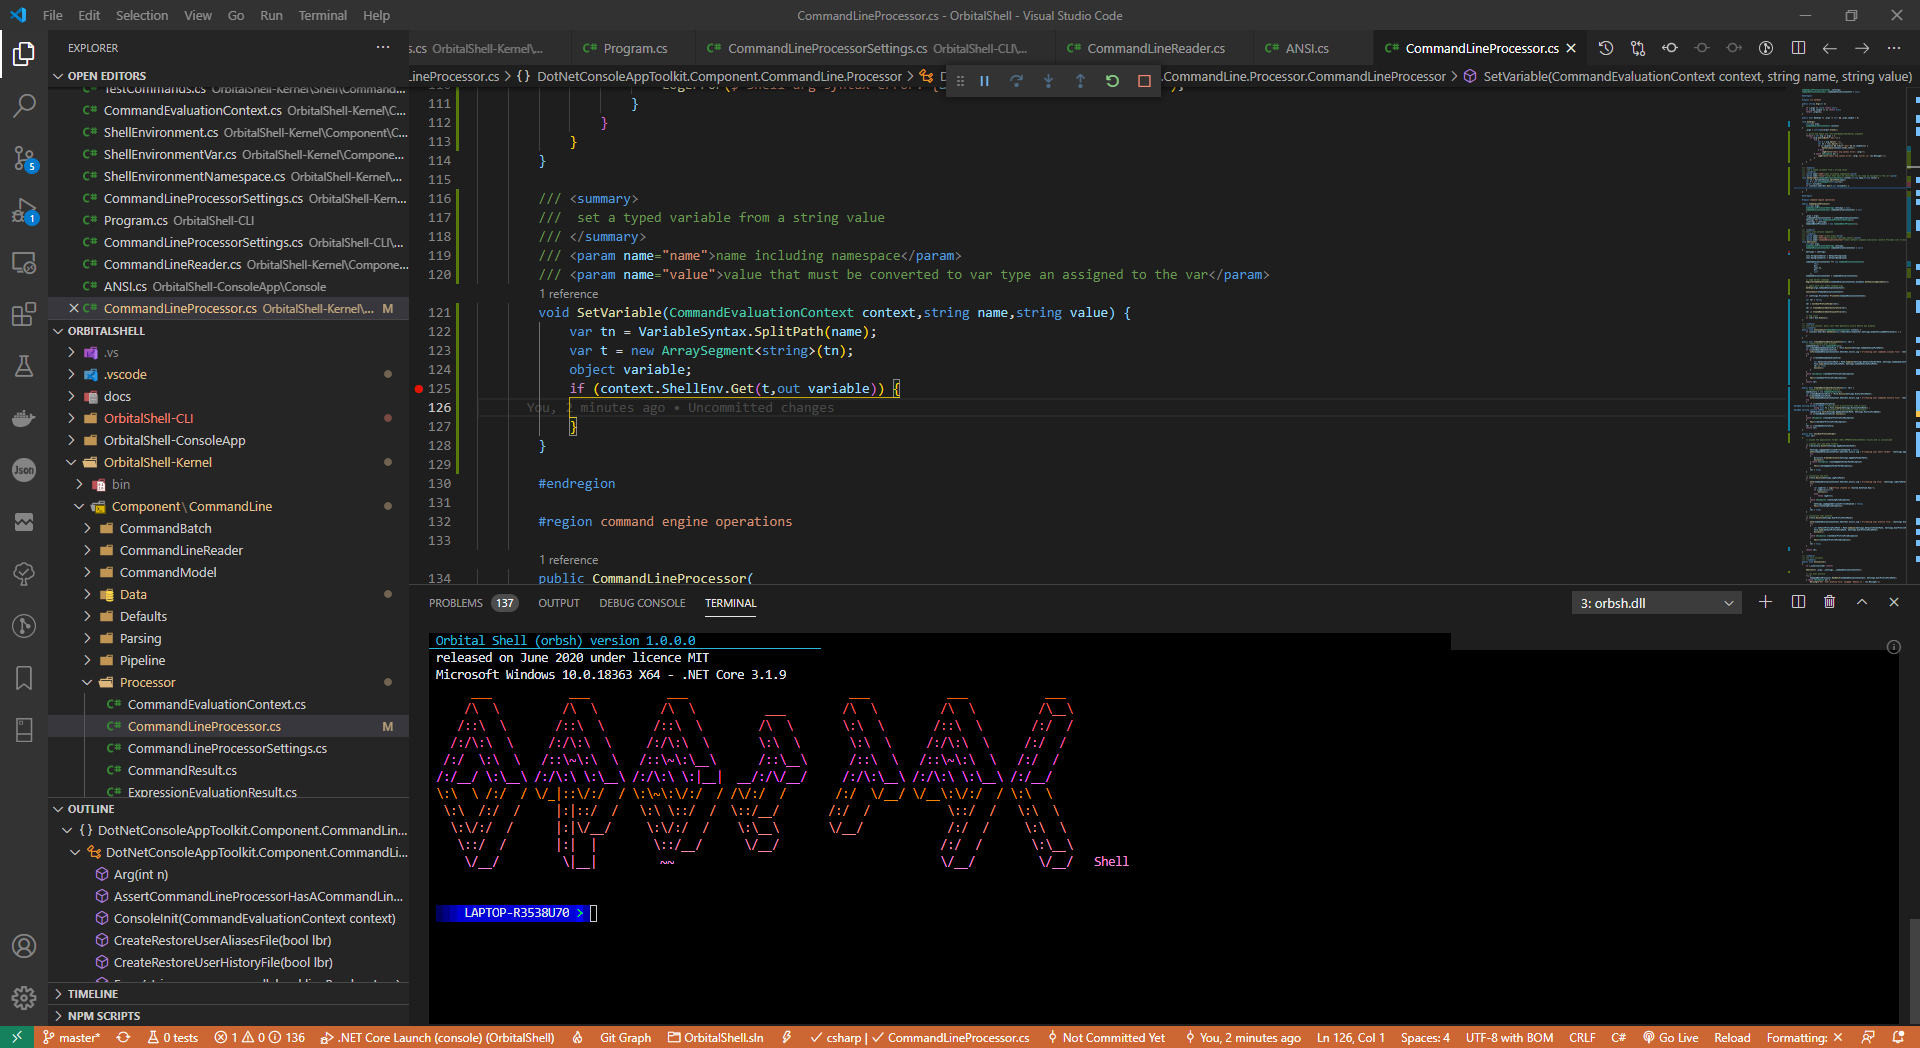 File Edit Selection View Go Run Terminal Help
CommandLineProcessor.cs - OrbitalShell - Visual Studio Code
EXPLORER
OPEN EDITORS
TestCommands.cs OrbitalShell-Kernel\Shell\Command...
CommandEvaluationContext.cs OrbitalShell-Kernel\C...
ShellEnvironment.cs OrbitalShell-Kernel\Component\C...
ShellEnvironmentVar.cs OrbitalShell-Kernel\Compone...
ShellEnvironmentNamespace.cs OrbitalShell-Kernel\C...
CommandLineProcessorSettings.cs OrbitalShell-Kern...
Program.cs OrbitalShell-CLI
CommandLineProcessorSettings.cs OrbitalShell-CLI\...
CommandLineReader.cs OrbitalShell-Kernel\Compone...
ANSI.cs OrbitalShell-ConsoleApp\Console
CommandLineProcessor.cs OrbitalShell-Kernel\... M
ORBITALSHELL
.vs
.vscode
docs
OrbitalShell-CLI
OrbitalShell-ConsoleApp
OrbitalShell-Kernel
bin
Component\CommandLine
CommandBatch
CommandLineReader
CommandModel
Data
Defaults
Parsing
Pipeline
Processor
CommandEvaluationContext.cs
CommandLineProcessor.cs M
CommandLineProcessorSettings.cs
CommandResult.cs
ExpressionEvaluationResult.cs
OUTLINE
{} DotNetConsoleAppToolkit.Component.CommandLin...
DotNetConsoleAppToolkit.Component.CommandLi...
Arg(int n)
AssertCommandLineProcessorHasACommandLin...
ConsoleInit(CommandEvaluationContext context)
CreateRestoreUserAliasesFile(bool lbr)
CreateRestoreUserHistoryFile(bool lbr)
TIMELINE
NPM SCRIPTS
5
1
Json
s.cs OrbitalShell-Kernel\... C# Program.cs C# CommandLineProcessorSettings.cs OrbitalShell-CLI\... C# CommandLineReader.cs C# ANSI.cs C# CommandLineProcessor.cs
ineProcessor.cs > {} DotNetConsoleAppToolkit.Component.CommandLine.Processor > .CommandLine.Processor.CommandLineProcessor > SetVariable(CommandEvaluationContext context, string name, string value)
111 }
112 }
113 }
114 }
115
116 /// <summary>
117 /// set a typed variable from a string value
118 /// </summary>
119 /// <param name="name">name including namespace</param>
120 /// <param name="value">value that must be converted to var type an assigned to the var</param>
1 reference
121 void SetVariable(CommandEvaluationContext context,string name,string value) {
122 var tn = VariableSyntax.SplitPath(name);
123 var t = new ArraySegment<string>(tn);
124 object variable;
125 if (context.ShellEnv.Get(t,out variable)) {
126 You, 2 minutes ago • Uncommitted changes
127 }
128 }
129
130 #endregion
131
132 #region command engine operations
133
1 reference
134 public CommandLineProcessor(
PROBLEMS 137 OUTPUT DEBUG CONSOLE TERMINAL
3: orbsh.dll
Orbital Shell (orbsh) version 1.0.0.0
released on June 2020 under licence MIT
Microsoft Windows 10.0.18363 X64 - .NET Core 3.1.9
Shell
LAPTOP-R3538U70 >
master* 0 tests 1 0 136 .NET Core Launch (console) (OrbitalShell) Git Graph OrbitalShell.sln csharp | CommandLineProcessor.cs Not Committed Yet You, 2 minutes ago Ln 126, Col 1 Spaces: 4 UTF-8 with BOM CRLF C# Go Live Reload Formatting: ×